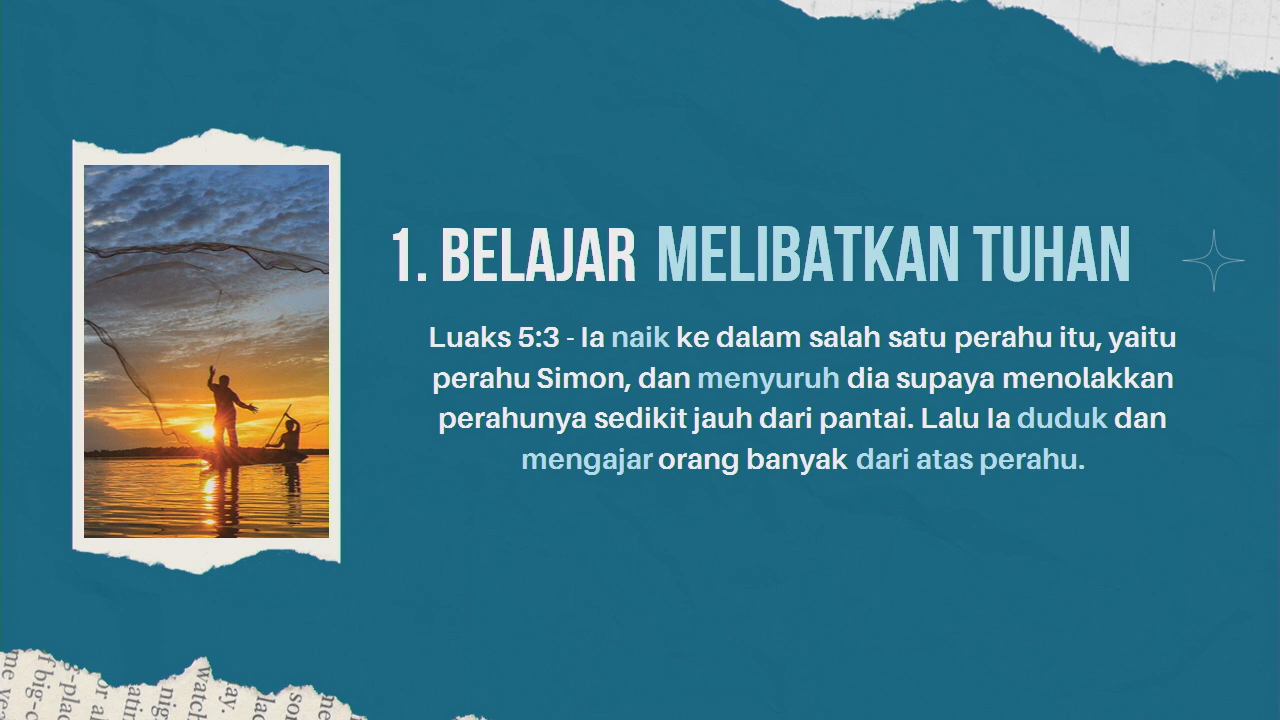 1. BELAJAR MELIBATKAN TUHAN
Luaks 5:3 - Ia naik ke dalam salah satu perahu itu, yaitu
perahu Simon, dan menyuruh dia supaya menolakkan
perahunya sedikit jauh dari pantai. Lalu Ia duduk dan
mengajar orang banyak dari atas perahu.